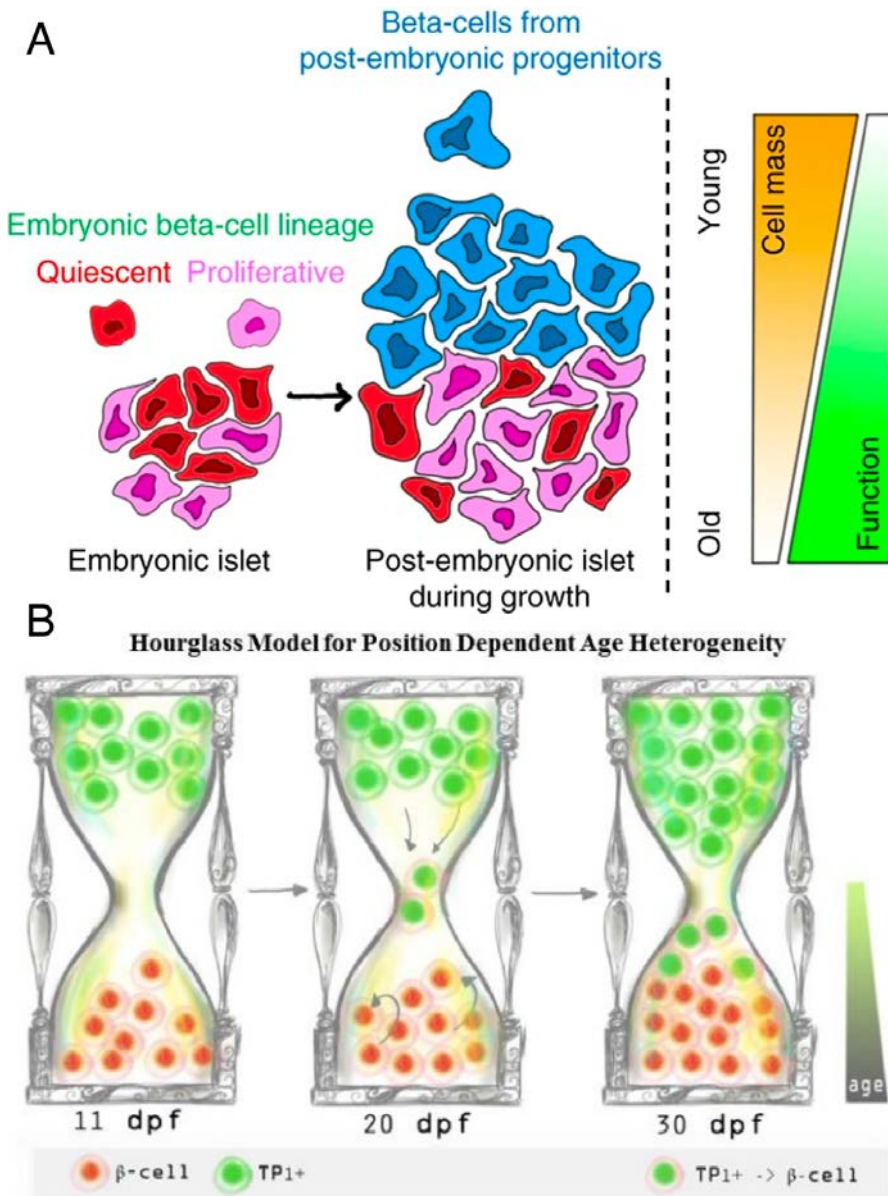 A
Beta-cells from
post-embryonic progenitors
Embryonic beta-cell lineage
Quiescent Proliferative
Embryonic islet
Post-embryonic islet
during growth
Young
Old
Cell mass
Function
B
Hourglass Model for Position Dependent Age Heterogeneity
11 dpf
20 dpf
30 dpf
age
β-cell
TP1+
TP1+ -> β-cell